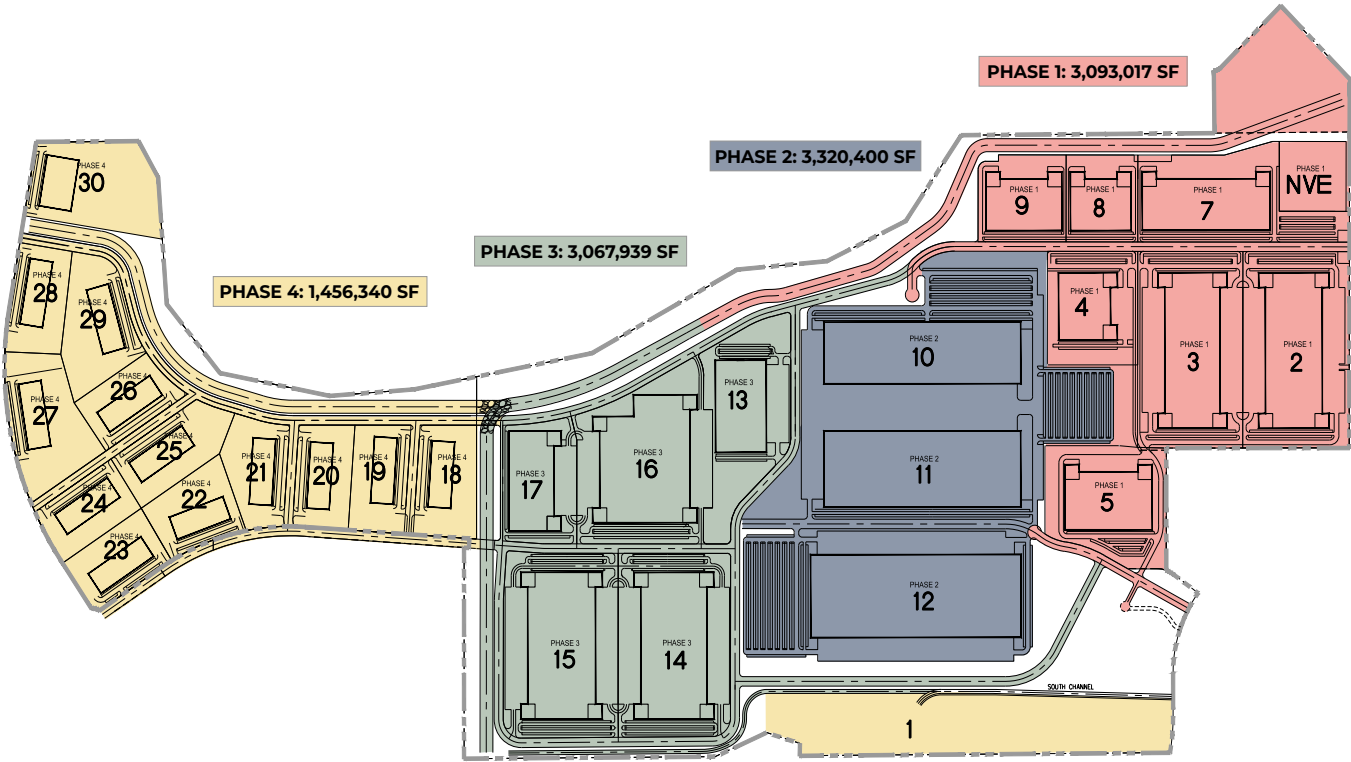 PHASE 1: 3,093,017 SF
PHASE 2: 3,320,400 SF
PHASE 3: 3,067,939 SF
PHASE 4: 1,456,340 SF
PHASE 4
30
PHASE 4
28
PHASE 4
29
PHASE 4
27
PHASE 4
26
PHASE 4
25
PHASE 4
24
PHASE 4
23
PHASE 4
22
PHASE 4
21
PHASE 4
20
PHASE 4
19
PHASE 4
18
PHASE 3
17
PHASE 3
16
PHASE 3
13
PHASE 3
15
PHASE 3
14
PHASE 2
10
PHASE 2
11
PHASE 2
12
PHASE 1
9
PHASE 1
8
PHASE 1
7
PHASE 1
NVE
PHASE 1
4
PHASE 1
3
PHASE 1
2
PHASE 1
5
SOUTH CHANNEL
1